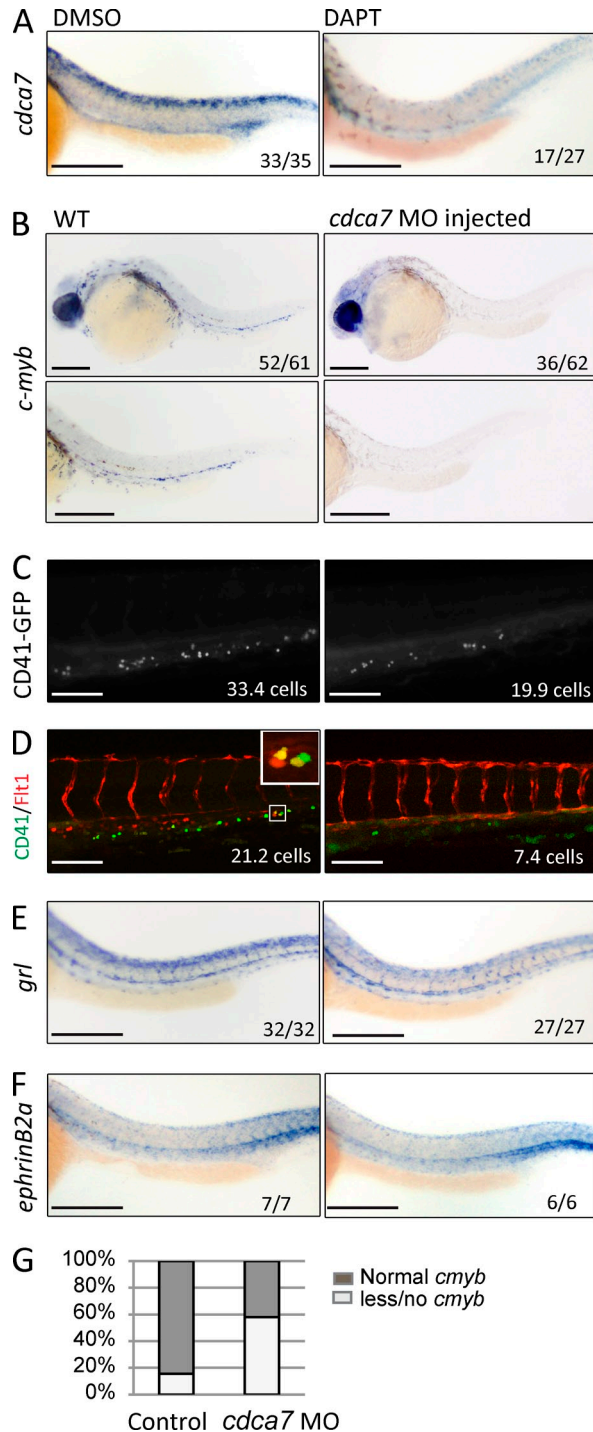 A
DMSO
DAPT
cdca7
33/35
17/27
B
WT
cdca7 MO injected
c-myb
52/61
36/62
C
CD41-GFP
33.4 cells
19.9 cells
D
CD41/Flt1
21.2 cells
7.4 cells
E
grl
32/32
27/27
F
ephrinB2a
7/7
6/6
G
100%
80%
60%
40%
20%
0%
Normal cmyb
less/no cmyb
Control
cdca7 MO